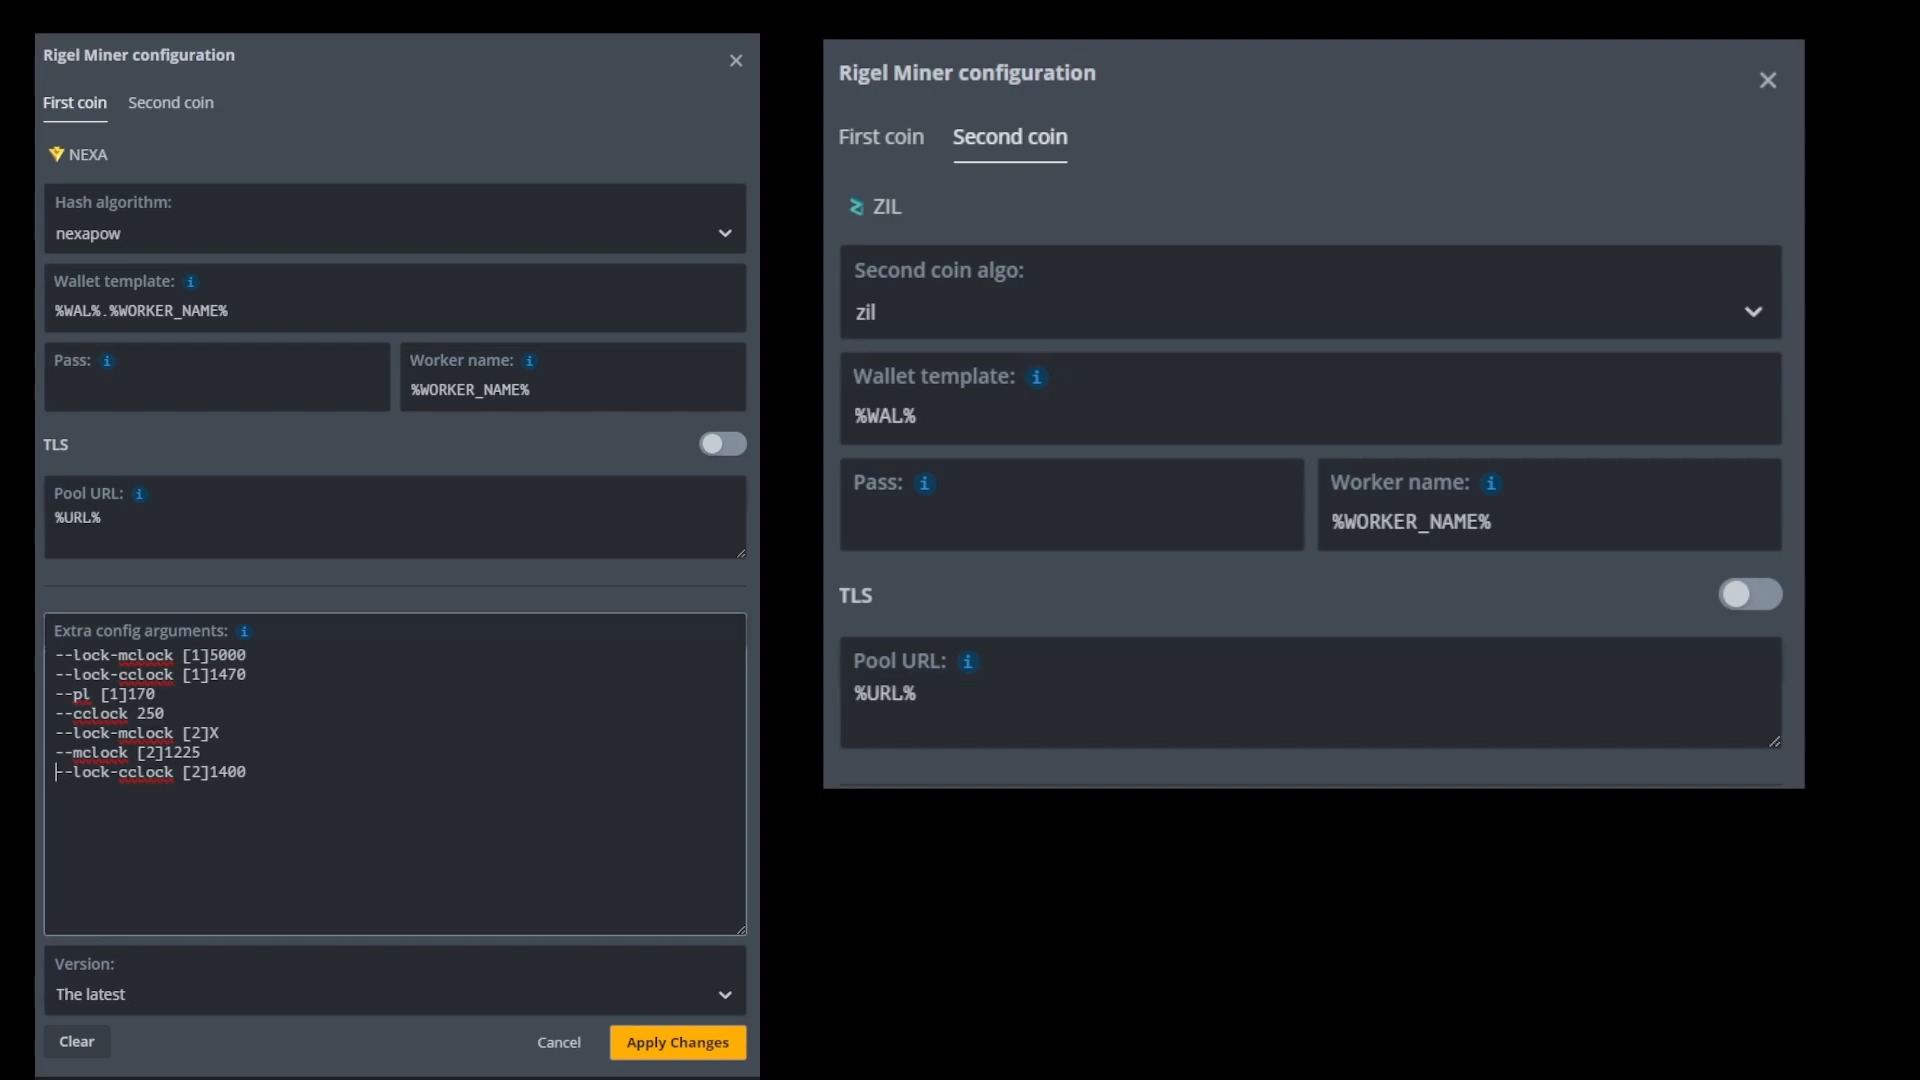 Rigel Miner configuration
First coin
Second coin
NEXA
Hash algorithm:
nexapow
Wallet template:
%WAL%.%WORKER_NAME%
Pass:
Worker name:
%WORKER_NAME%
TLS
Pool URL:
%URL%
Extra config arguments:
--lock-mclock [1]5000
--lock-cclock [1]1470
--pl [1]170
--cclock 250
--lock-mclock [2]X
--mclock [2]1225
--lock-cclock [2]1400
Version:
The latest
Clear
Cancel
Apply Changes
Rigel Miner configuration
First coin
Second coin
ZIL
Second coin algo:
zil
Wallet template:
%WAL%
Pass:
Worker name:
%WORKER_NAME%
TLS
Pool URL:
%URL%